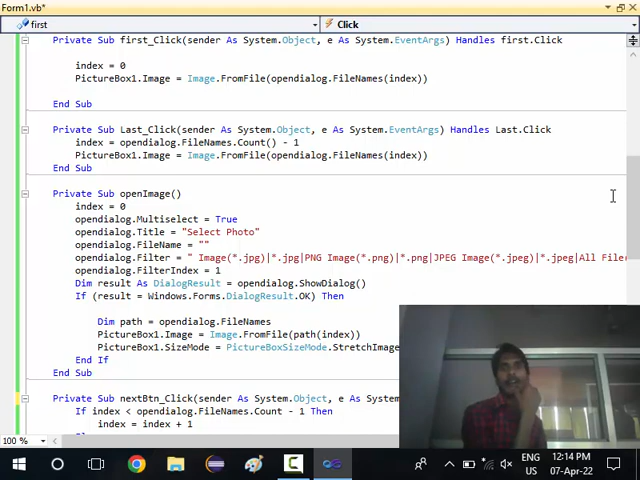 Form1.vb*
first
Click
Private Sub first_Click(sender As System.Object, e As System.EventArgs) Handles first.Click
index = 0
PictureBox1.Image = Image.FromFile(opendialog.FileNames(index))
End Sub
Private Sub Last_Click(sender As System.Object, e As System.EventArgs) Handles Last.Click
index = opendialog.FileNames.Count() - 1
PictureBox1.Image = Image.FromFile(opendialog.FileNames(index))
End Sub
Private Sub openImage()
index = 0
opendialog.Multiselect = True
opendialog.Title = "Select Photo"
opendialog.FileName = ""
opendialog.Filter = " Image(*.jpg)|*.jpg|PNG Image(*.png)|*.png|JPEG Image(*.jpeg)|*.jpeg|All File
opendialog.FilterIndex = 1
Dim result As DialogResult = opendialog.ShowDialog()
If (result = Windows.Forms.DialogResult.OK) Then
Dim path = opendialog.FileNames
PictureBox1.Image = Image.FromFile(path(index))
PictureBox1.SizeMode = PictureBoxSizeMode.StretchImage
End If
End Sub
Private Sub nextBtn_Click(sender As System.Object, e As Syste
If index < opendialog.FileNames.Count - 1 Then
index = index + 1
100 %
ENG
US
12:14 PM
07-Apr-22